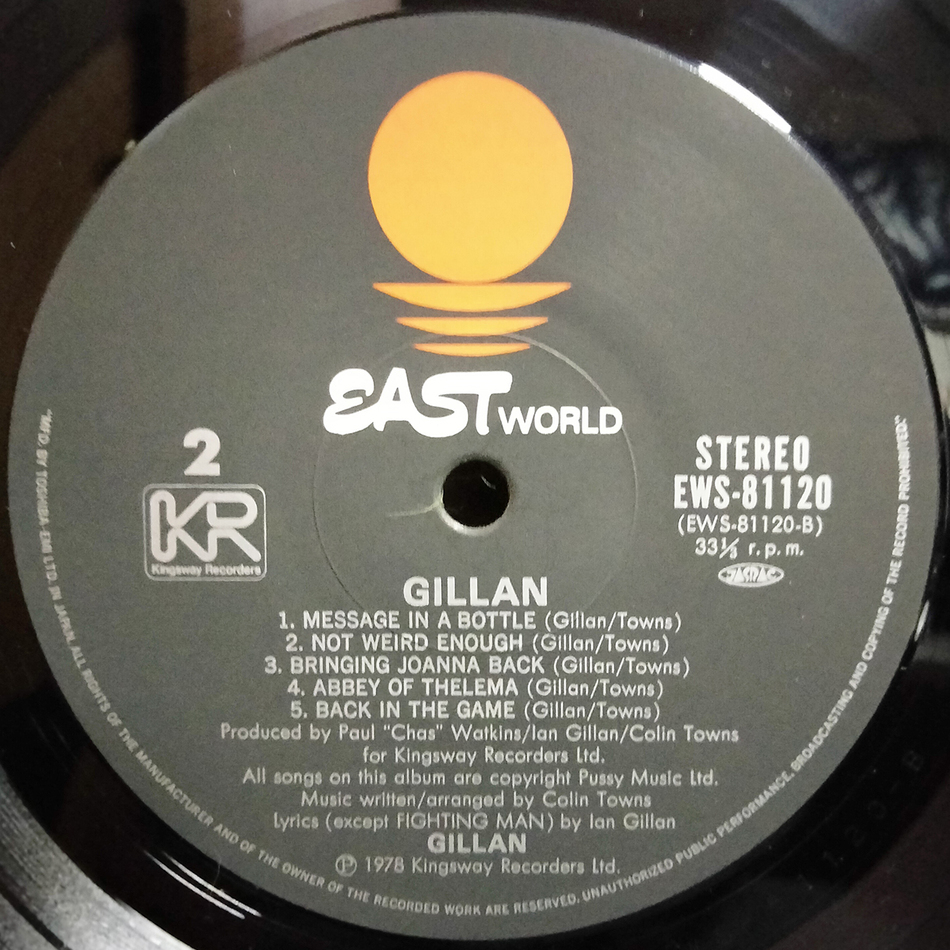 EAST WORLD
2
KR
Kingsway Recorders
STEREO
EWS-81120
(EWS-81120-B)
33⅓ r.p.m.
JASRAC
GILLAN
1. MESSAGE IN A BOTTLE (Gillan/Towns)
2. NOT WEIRD ENOUGH (Gillan/Towns)
3. BRINGING JOANNA BACK (Gillan/Towns)
4. ABBEY OF THELEMA (Gillan/Towns)
5. BACK IN THE GAME (Gillan/Towns)
Produced by Paul "Chas" Watkins/Ian Gillan/Colin Towns
for Kingsway Recorders Ltd.
All songs on this album are copyright Pussy Music Ltd.
Music written/arranged by Colin Towns
Lyrics (except FIGHTING MAN) by Ian Gillan
GILLAN
Ⓟ 1978 Kingsway Recorders Ltd.
"MF'D BY TOSHIBA-EMI LTD. IN JAPAN, ALL RIGHTS OF THE MANUFACTURER AND OF THE OWNER OF THE RECORDED WORK ARE RESERVED. UNAUTHORIZED PUBLIC PERFORMANCE, BROADCASTING AND COPYING OF THE RECORD PROHIBITED."